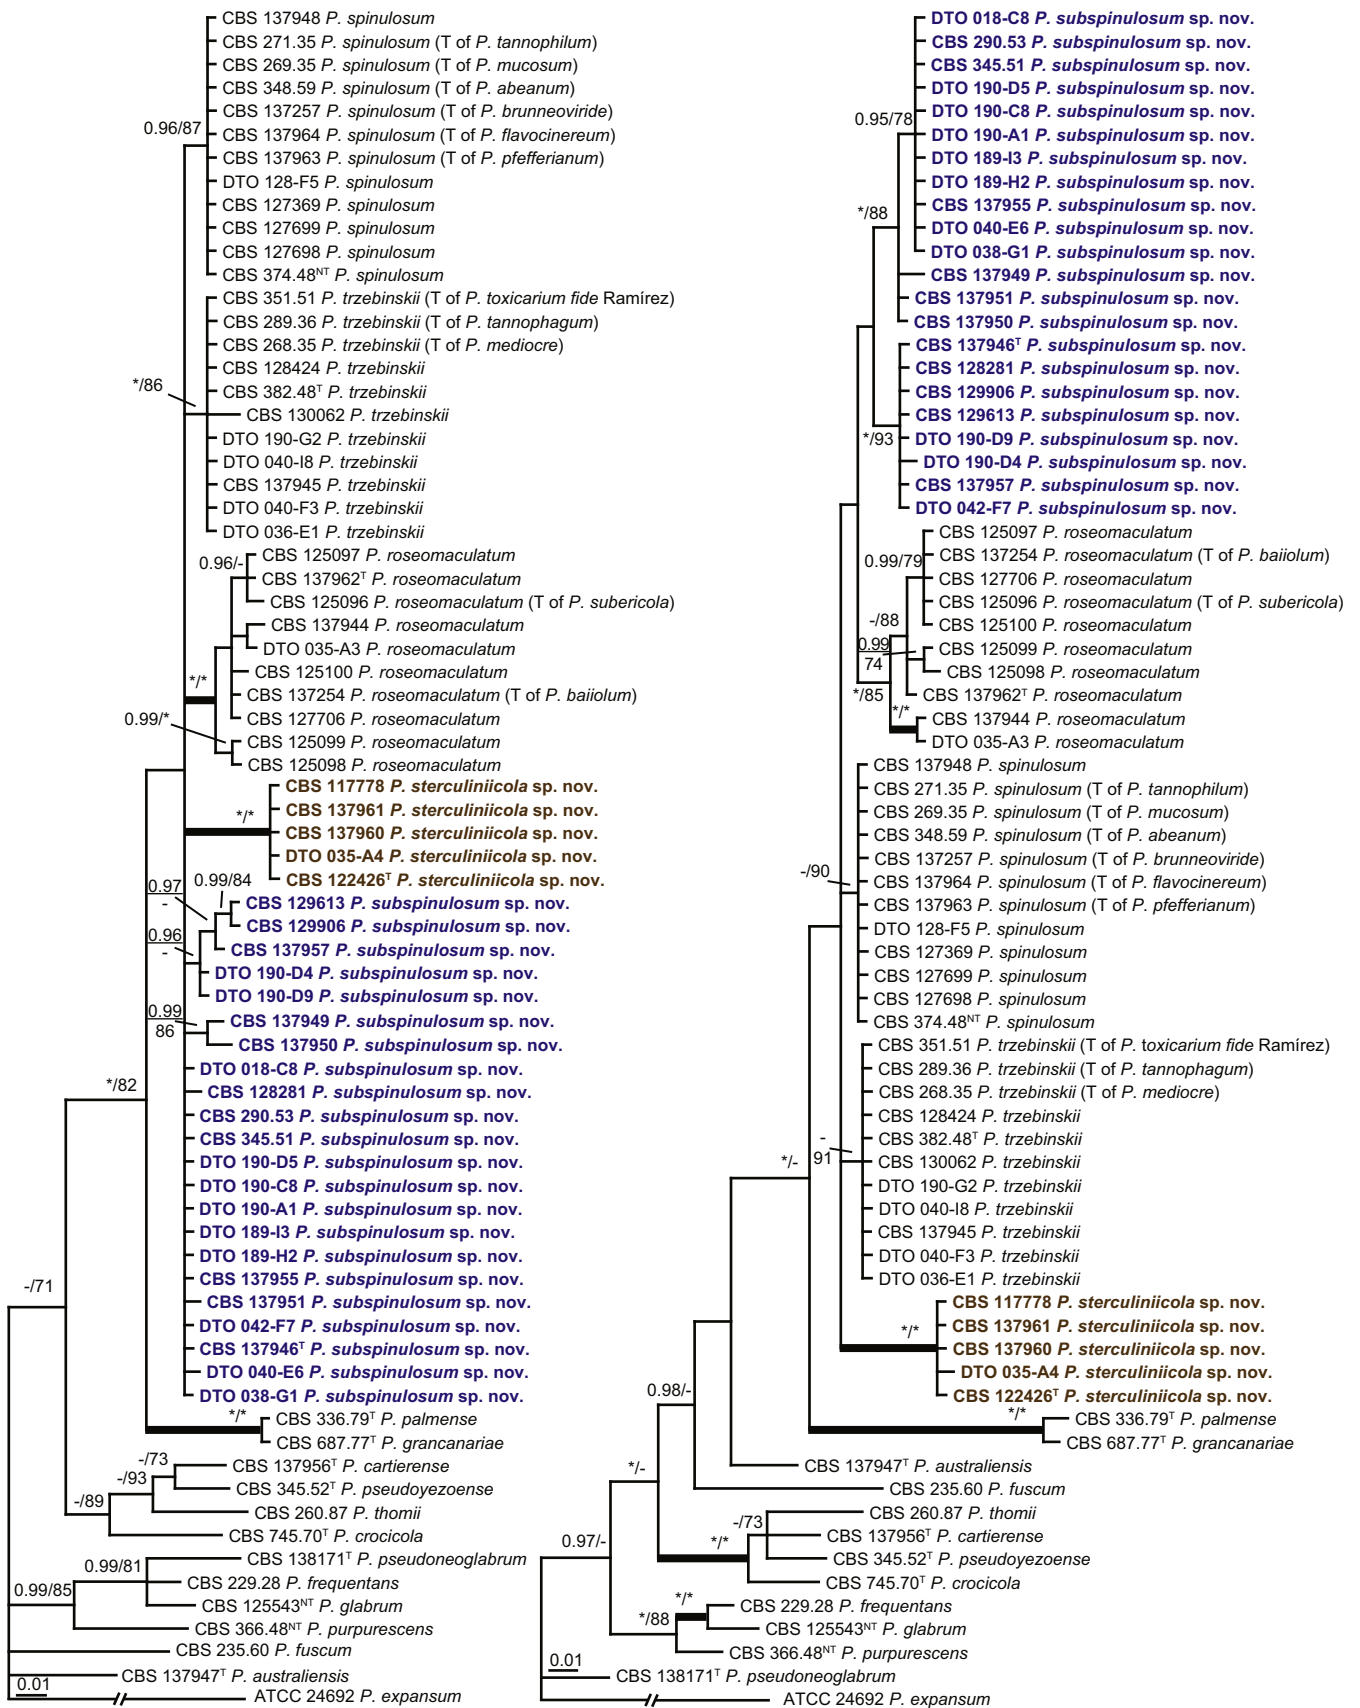 CBS 137948 P. spinulosum
CBS 271.35 P. spinulosum (T of P. tannophilum)
CBS 269.35 P. spinulosum (T of P. mucosum)
CBS 348.59 P. spinulosum (T of P. abeanum)
CBS 137257 P. spinulosum (T of P. brunneoviride)
0.96/87
CBS 137964 P. spinulosum (T of P. flavocinereum)
CBS 137963 P. spinulosum (T of P. pfefferianum)
DTO 128-F5 P. spinulosum
CBS 127369 P. spinulosum
CBS 127699 P. spinulosum
CBS 127698 P. spinulosum
CBS 374.48NT P. spinulosum
CBS 351.51 P. trzebinskii (T of P. toxicarium fide Ramírez)
CBS 289.36 P. trzebinskii (T of P. tannophagum)
CBS 268.35 P. trzebinskii (T of P. mediocre)
CBS 128424 P. trzebinskii
*/86
CBS 382.48T P. trzebinskii
CBS 130062 P. trzebinskii
DTO 190-G2 P. trzebinskii
DTO 040-I8 P. trzebinskii
CBS 137945 P. trzebinskii
DTO 040-F3 P. trzebinskii
DTO 036-E1 P. trzebinskii
CBS 125097 P. roseomaculatum
0.96/-
CBS 137962T P. roseomaculatum
CBS 125096 P. roseomaculatum (T of P. subericola)
CBS 137944 P. roseomaculatum
DTO 035-A3 P. roseomaculatum
CBS 125100 P. roseomaculatum
*/*
CBS 137254 P. roseomaculatum (T of P. baiiolum)
CBS 127706 P. roseomaculatum
0.99/*
CBS 125099 P. roseomaculatum
CBS 125098 P. roseomaculatum
CBS 117778 P. sterculiniicola sp. nov.
CBS 137961 P. sterculiniicola sp. nov.
*/*
CBS 137960 P. sterculiniicola sp. nov.
DTO 035-A4 P. sterculiniicola sp. nov.
CBS 122426T P. sterculiniicola sp. nov.
0.97
-
0.99/84
CBS 129613 P. subspinulosum sp. nov.
CBS 129906 P. subspinulosum sp. nov.
0.96
-
CBS 137957 P. subspinulosum sp. nov.
DTO 190-D4 P. subspinulosum sp. nov.
DTO 190-D9 P. subspinulosum sp. nov.
0.99
86
CBS 137949 P. subspinulosum sp. nov.
CBS 137950 P. subspinulosum sp. nov.
DTO 018-C8 P. subspinulosum sp. nov.
*/82
CBS 128281 P. subspinulosum sp. nov.
CBS 290.53 P. subspinulosum sp. nov.
CBS 345.51 P. subspinulosum sp. nov.
DTO 190-D5 P. subspinulosum sp. nov.
DTO 190-C8 P. subspinulosum sp. nov.
DTO 190-A1 P. subspinulosum sp. nov.
DTO 189-I3 P. subspinulosum sp. nov.
DTO 189-H2 P. subspinulosum sp. nov.
CBS 137955 P. subspinulosum sp. nov.
-/71
CBS 137951 P. subspinulosum sp. nov.
DTO 042-F7 P. subspinulosum sp. nov.
CBS 137946T P. subspinulosum sp. nov.
DTO 040-E6 P. subspinulosum sp. nov.
DTO 038-G1 P. subspinulosum sp. nov.
*/*
CBS 336.79T P. palmense
CBS 687.77T P. grancanariae
-/73
CBS 137956T P. cartierense
-/93
CBS 345.52T P. pseudoyezoense
-/89
CBS 260.87 P. thomii
CBS 745.70T P. crocicola
CBS 138171T P. pseudoneoglabrum
0.99/81
CBS 229.28 P. frequentans
0.99/85
CBS 125543NT P. glabrum
CBS 366.48NT P. purpurescens
CBS 235.60 P. fuscum
CBS 137947T P. australiensis
0.01
ATCC 24692 P. expansum
DTO 018-C8 P. subspinulosum sp. nov.
CBS 290.53 P. subspinulosum sp. nov.
CBS 345.51 P. subspinulosum sp. nov.
DTO 190-D5 P. subspinulosum sp. nov.
DTO 190-C8 P. subspinulosum sp. nov.
0.95/78
DTO 190-A1 P. subspinulosum sp. nov.
DTO 189-I3 P. subspinulosum sp. nov.
DTO 189-H2 P. subspinulosum sp. nov.
CBS 137955 P. subspinulosum sp. nov.
*/88
DTO 040-E6 P. subspinulosum sp. nov.
DTO 038-G1 P. subspinulosum sp. nov.
CBS 137949 P. subspinulosum sp. nov.
CBS 137951 P. subspinulosum sp. nov.
CBS 137950 P. subspinulosum sp. nov.
CBS 137946T P. subspinulosum sp. nov.
CBS 128281 P. subspinulosum sp. nov.
CBS 129906 P. subspinulosum sp. nov.
CBS 129613 P. subspinulosum sp. nov.
*/93
DTO 190-D9 P. subspinulosum sp. nov.
DTO 190-D4 P. subspinulosum sp. nov.
CBS 137957 P. subspinulosum sp. nov.
DTO 042-F7 P. subspinulosum sp. nov.
CBS 125097 P. roseomaculatum
0.99/79
CBS 137254 P. roseomaculatum (T of P. baiiolum)
CBS 127706 P. roseomaculatum
CBS 125096 P. roseomaculatum (T of P. subericola)
-/88
CBS 125100 P. roseomaculatum
0.99
74
CBS 125099 P. roseomaculatum
CBS 125098 P. roseomaculatum
*/85
CBS 137962T P. roseomaculatum
*/*
CBS 137944 P. roseomaculatum
DTO 035-A3 P. roseomaculatum
CBS 137948 P. spinulosum
CBS 271.35 P. spinulosum (T of P. tannophilum)
CBS 269.35 P. spinulosum (T of P. mucosum)
CBS 348.59 P. spinulosum (T of P. abeanum)
CBS 137257 P. spinulosum (T of P. brunneoviride)
-/90
CBS 137964 P. spinulosum (T of P. flavocinereum)
CBS 137963 P. spinulosum (T of P. pfefferianum)
DTO 128-F5 P. spinulosum
CBS 127369 P. spinulosum
CBS 127699 P. spinulosum
CBS 127698 P. spinulosum
CBS 374.48NT P. spinulosum
CBS 351.51 P. trzebinskii (T of P. toxicarium fide Ramírez)
CBS 289.36 P. trzebinskii (T of P. tannophagum)
CBS 268.35 P. trzebinskii (T of P. mediocre)
CBS 128424 P. trzebinskii
-
91
CBS 382.48T P. trzebinskii
*/-
CBS 130062 P. trzebinskii
DTO 190-G2 P. trzebinskii
DTO 040-I8 P. trzebinskii
CBS 137945 P. trzebinskii
DTO 040-F3 P. trzebinskii
DTO 036-E1 P. trzebinskii
CBS 117778 P. sterculiniicola sp. nov.
CBS 137961 P. sterculiniicola sp. nov.
*/*
CBS 137960 P. sterculiniicola sp. nov.
DTO 035-A4 P. sterculiniicola sp. nov.
0.98/-
CBS 122426T P. sterculiniicola sp. nov.
*/*
CBS 336.79T P. palmense
CBS 687.77T P. grancanariae
*/-
CBS 137947T P. australiensis
CBS 235.60 P. fuscum
CBS 260.87 P. thomii
-/73
CBS 137956T P. cartierense
0.97/-
*/*
CBS 345.52T P. pseudoyezoense
CBS 745.70T P. crocicola
*/*
CBS 229.28 P. frequentans
*/88
CBS 125543NT P. glabrum
CBS 366.48NT P. purpurescens
0.01
CBS 138171T P. pseudoneoglabrum
ATCC 24692 P. expansum